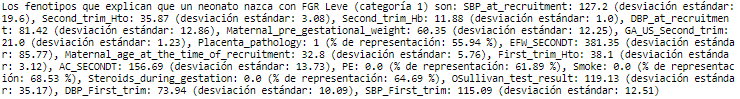 Los fenotipos que explican que un neonato nazca con FGR Leve (categoría 1) son: SBP_at_recruitment: 127.2 (desviación estándar:
19.6), Second_trim_Hto: 35.87 (desviación estándar: 3.08), Second_trim_Hb: 11.88 (desviación estándar: 1.0), DBP_at_recruitmen
t: 81.42 (desviación estándar: 12.86), Maternal_pre_gestational_weight: 60.35 (desviación estándar: 12.25), GA_US_Second_trim:
21.0 (desviación estándar: 1.23), Placenta_pathology: 1 (% de representación: 55.94 %), EFW_SECONDT: 381.35 (desviación estánda
r: 85.77), Maternal_age_at_the_time_of_recruitment: 32.8 (desviación estándar: 5.76), First_trim_Hto: 38.1 (desviación estánda
r: 3.12), AC_SECONDT: 156.69 (desviación estándar: 13.73), PE: 0.0 (% de representación: 61.89 %), Smoke: 0.0 (% de representac
ión: 68.53 %), Steroids_during_gestation: 0.0 (% de representación: 64.69 %), OSullivan_test_result: 119.13 (desviación estánda
r: 35.17), DBP_First_trim: 73.94 (desviación estándar: 10.09), SBP_First_trim: 115.09 (desviación estándar: 12.51)